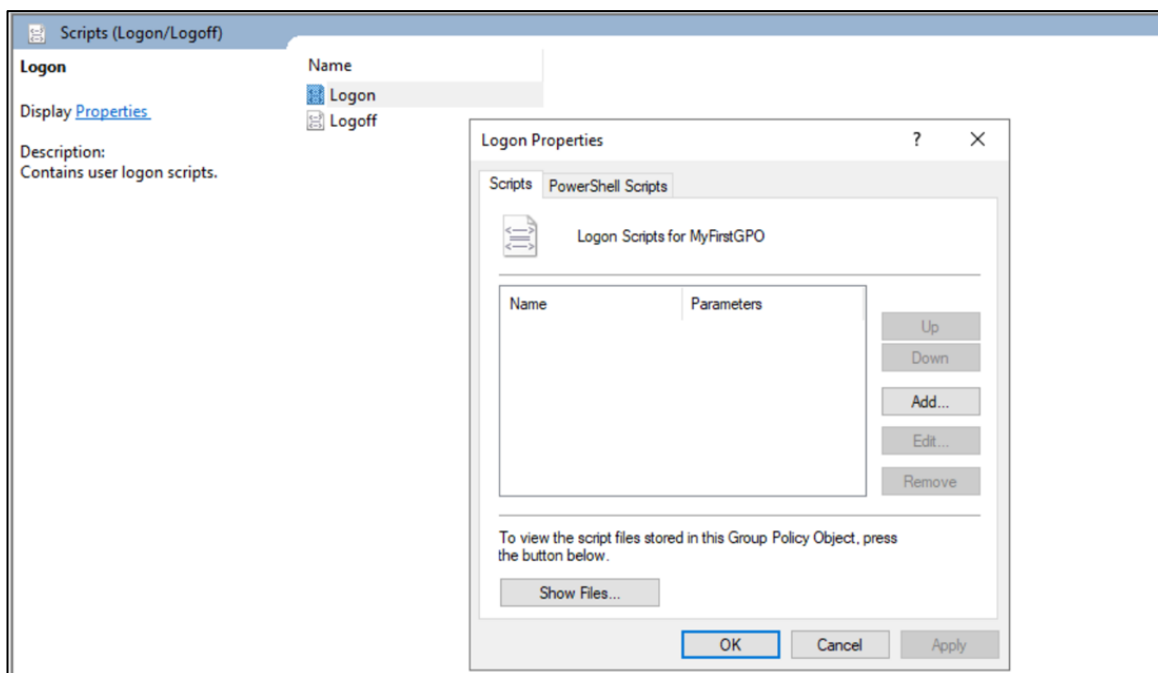 Scripts (Logon/Logoff)
Logon
Display Properties
Description:
Contains user logon scripts.
Name
Logon
Logoff
Logon Properties
Scripts
PowerShell Scripts
Logon Scripts for MyFirstGPO
Name Parameters
Up
Down
Add...
Edit...
Remove
To view the script files stored in this Group Policy Object, press
the button below.
Show Files...
OK Cancel Apply